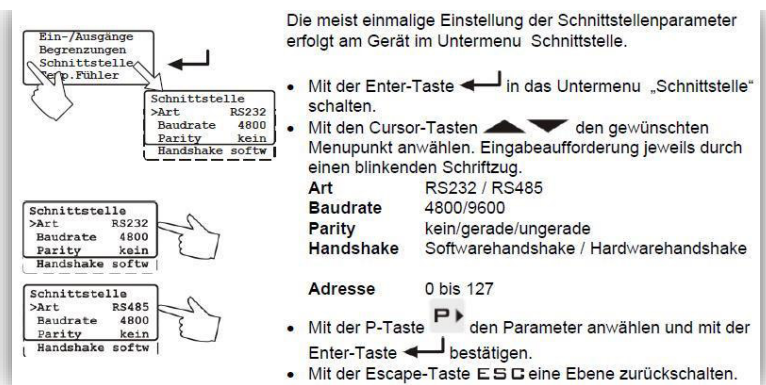 Ein-/Ausgänge
Begrenzungen
Schnittstelle
Temp.Fühler
Schnittstelle
>Art RS232
Baudrate 4800
Parity kein
Handshake softw
Schnittstelle
>Art RS232
Baudrate 4800
Parity kein
Handshake softw
Schnittstelle
>Art RS485
Baudrate 4800
Parity kein
Handshake softw
Die meist einmalige Einstellung der Schnittstellenparameter
erfolgt am Gerät im Untermenu Schnittstelle.
• Mit der Enter-Taste in das Untermenu „Schnittstelle“
schalten.
• Mit den Cursor-Tasten den gewünschten
Menupunkt anwählen. Eingabeaufforderung jeweils durch
einen blinkenden Schriftzug.
Art RS232 / RS485
Baudrate 4800/9600
Parity kein/gerade/ungerade
Handshake Softwarehandshake / Hardwarehandshake
Adresse 0 bis 127
• Mit der P-Taste P den Parameter anwählen und mit der
Enter-Taste bestätigen.
• Mit der Escape-Taste ESC eine Ebene zurückschalten.